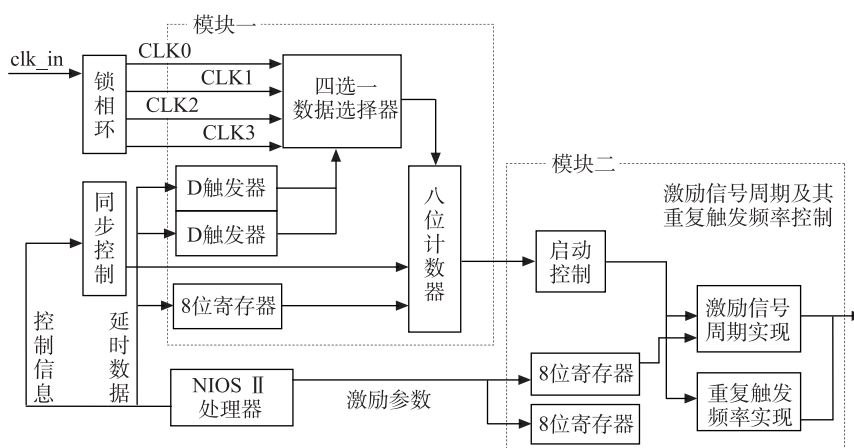 模块一
clk_in
锁相环
CLK0
CLK1
CLK2
CLK3
四选一
数据选择器
D触发器
D触发器
同步控制
8位寄存器
八位计数器
模块二
激励信号周期及其
重复触发频率控制
启动
控制
激励信号
周期实现
8位寄存器
重复触发
频率实现
8位寄存器
控制信息
延时数据
NIOS Ⅱ
处理器
激励参数